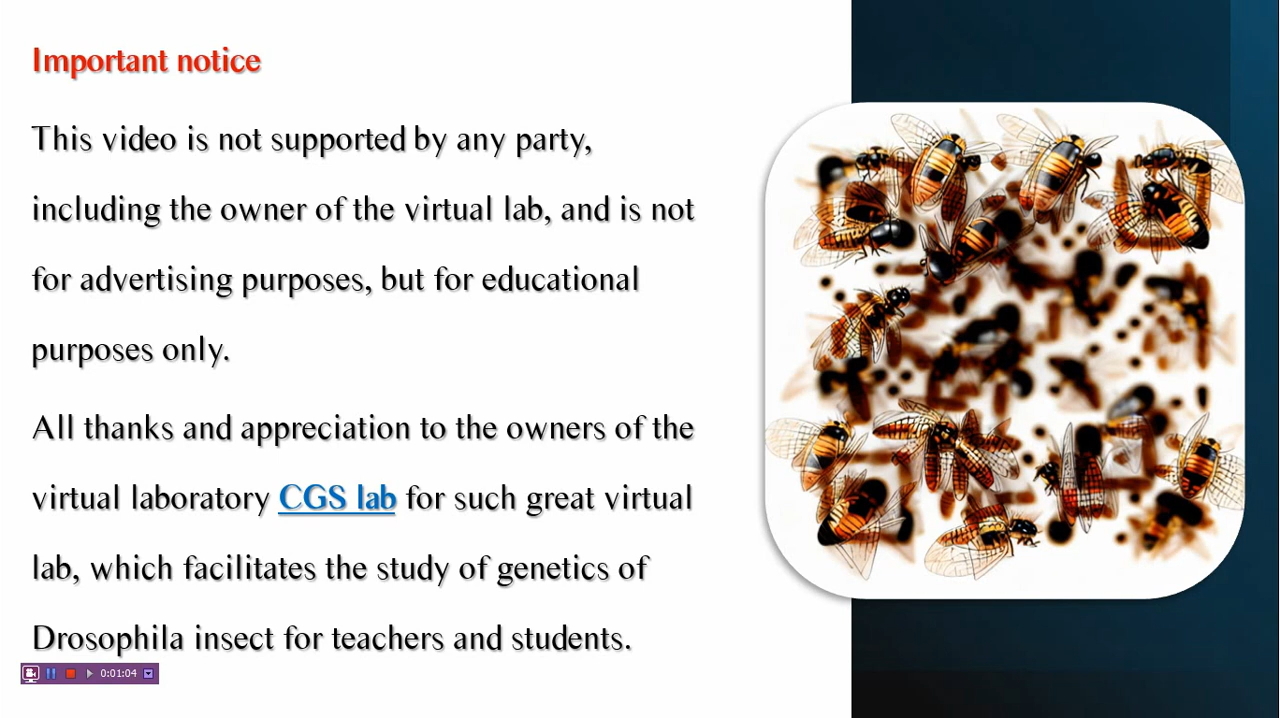 Important notice
This video is not supported by any party,
including the owner of the virtual lab, and is not
for advertising purposes, but for educational
purposes only.
All thanks and appreciation to the owners of the
virtual laboratory CGS lab for such great virtual
lab, which facilitates the study of genetics of
Drosophila insect for teachers and students.
0:01:04